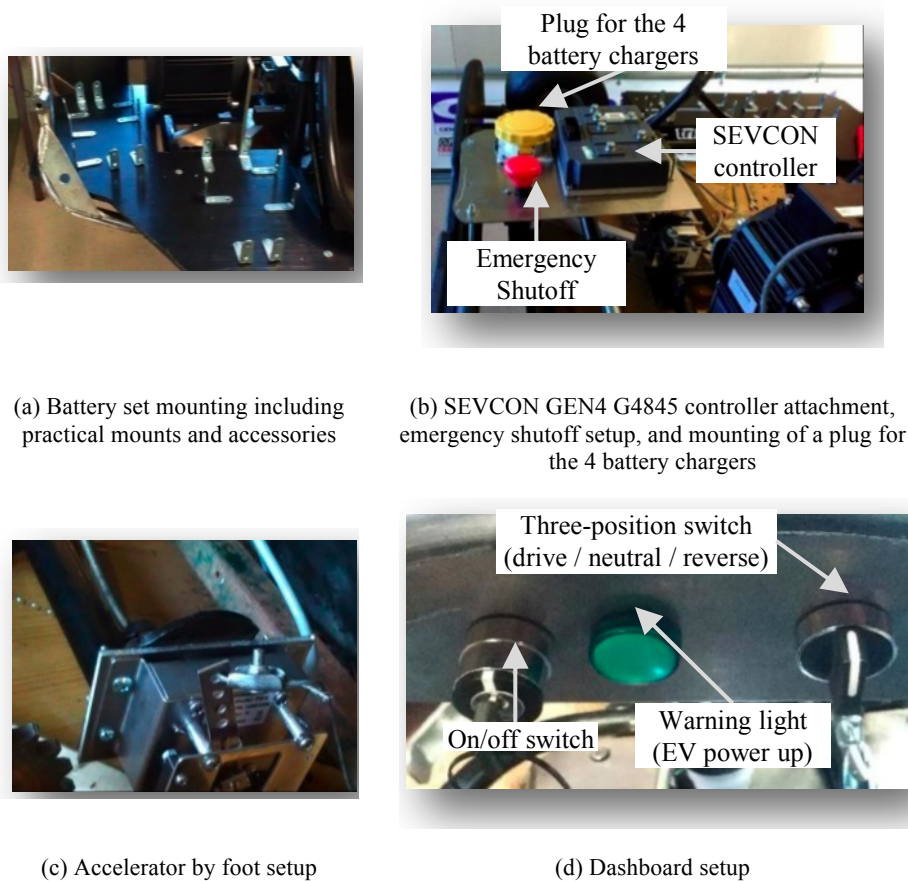 Plug for the 4
battery chargers
SEVCON
controller
Emergency
Shutoff
(a) Battery set mounting including
practical mounts and accessories
(b) SEVCON GEN4 G4845 controller attachment,
emergency shutoff setup, and mounting of a plug for
the 4 battery chargers
Three-position switch
(drive / neutral / reverse)
On/off switch
Warning light
(EV power up)
(c) Accelerator by foot setup
(d) Dashboard setup